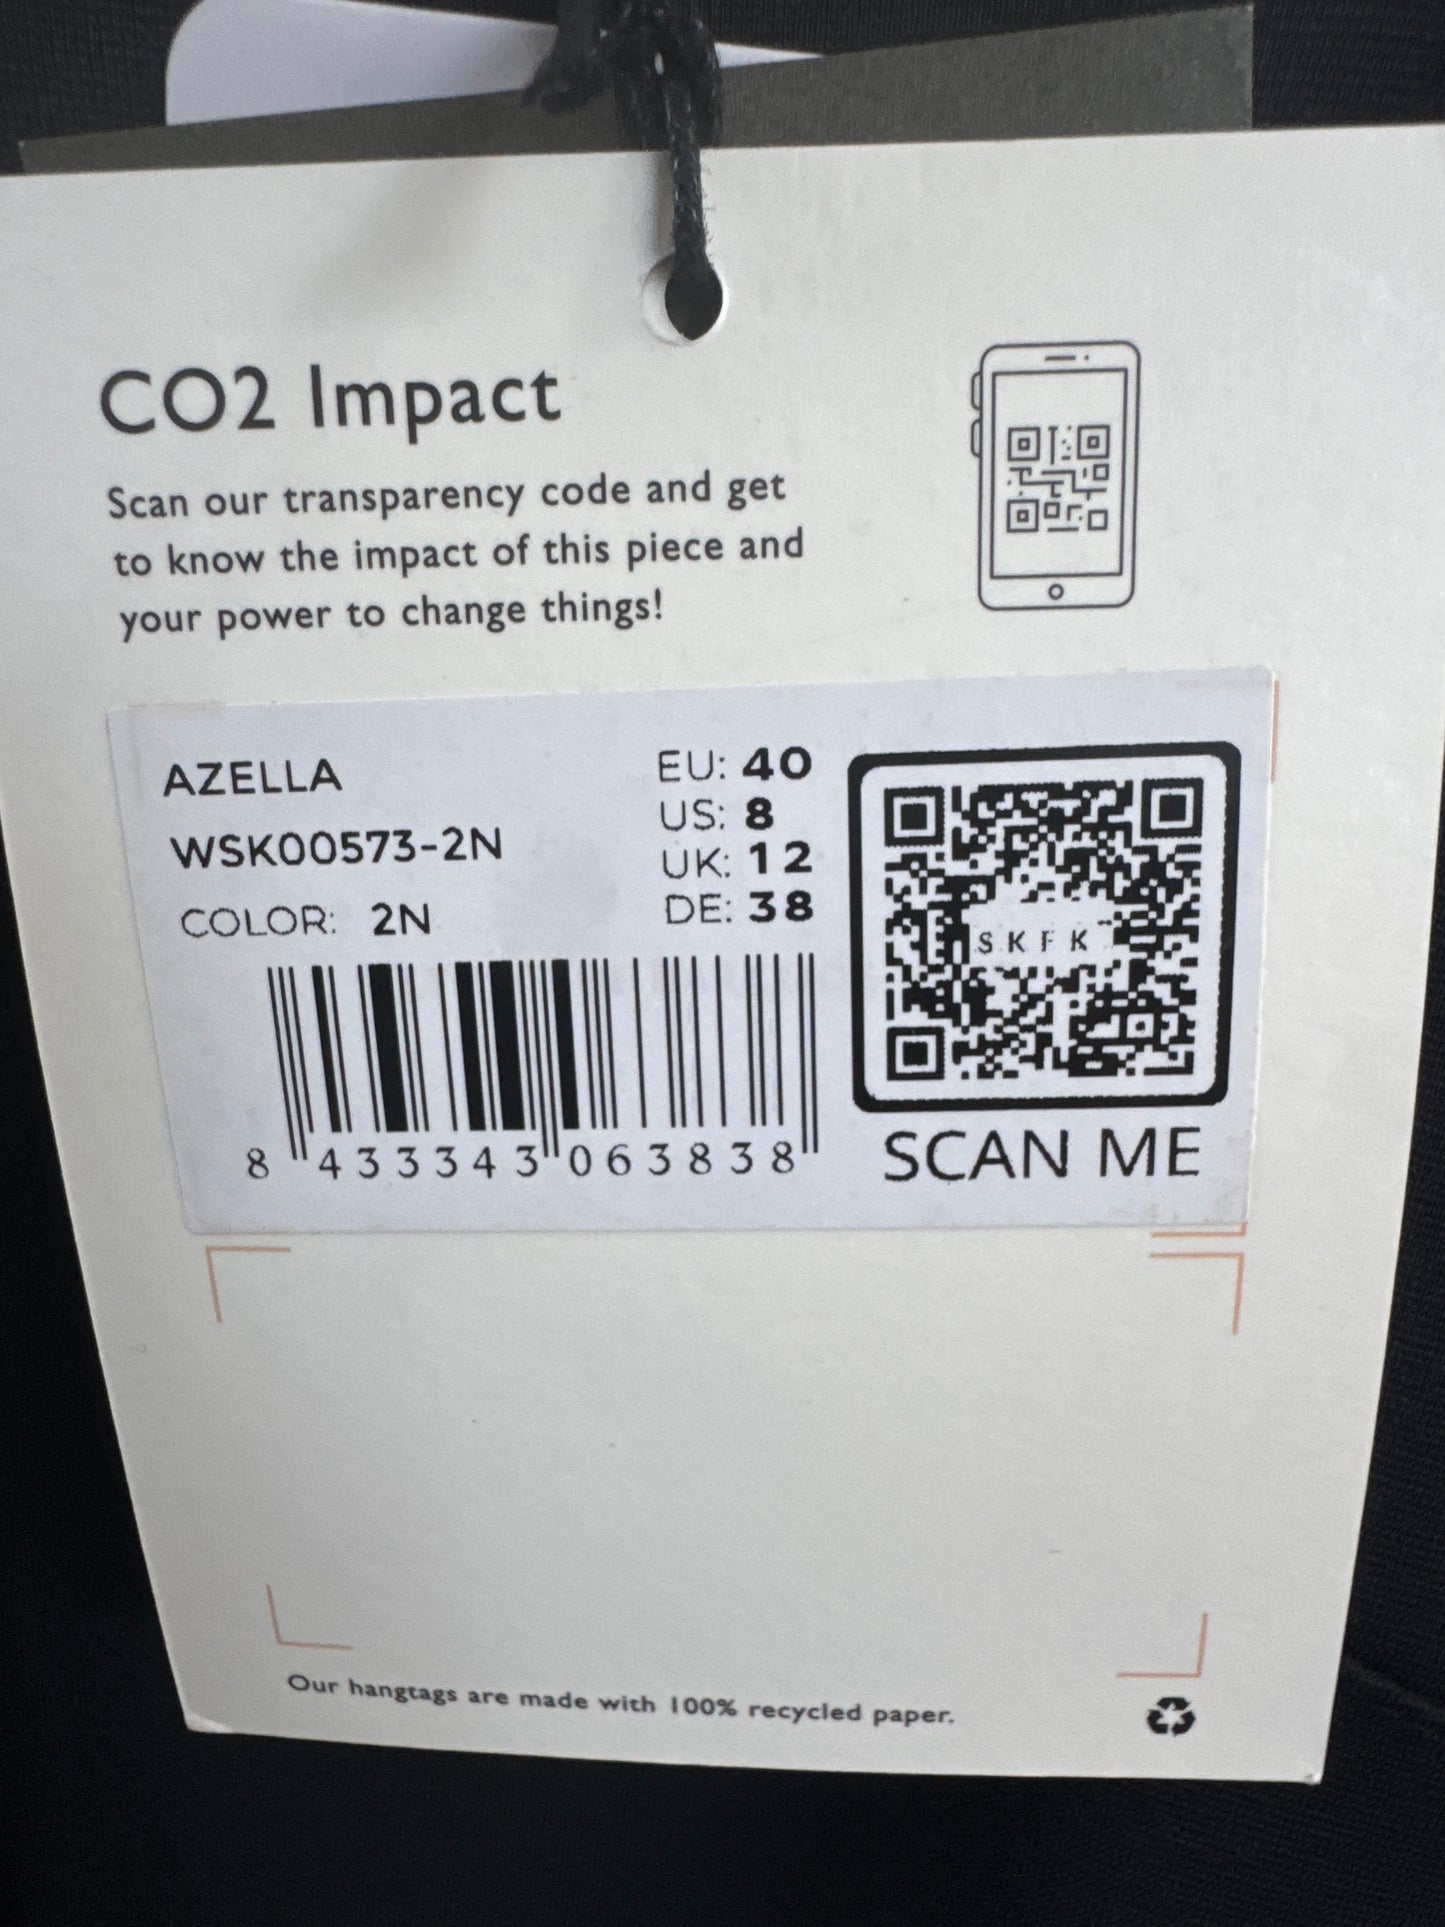 CO2 Impact
Scan our transparency code and get
to know the impact of this piece and
your power to change things!
AZELLA
WSK00573-2N
COLOR: 2N
EU: 40
US: 8
UK: 12
DE: 38
8 433343 063838
SKFK
SCAN ME
Our hangtags are made with 100% recycled paper.